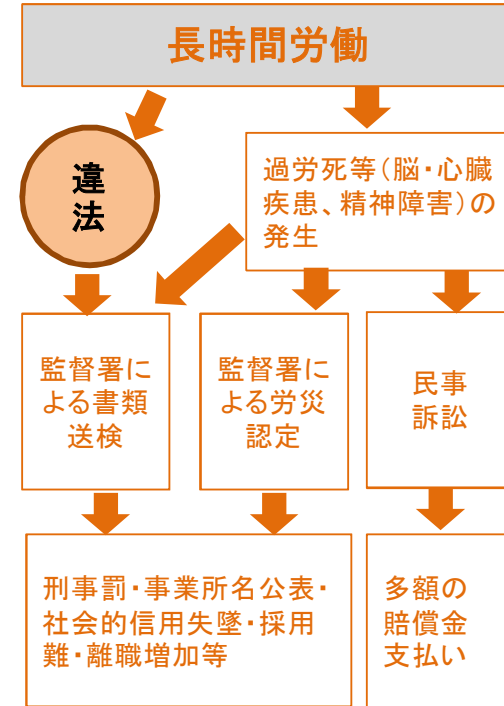 長時間労働
違
法
過労死等(脳・心臓
疾患、精神障害)の
発生
監督署に
よる書類
送検
監督署に
よる労災
認定
民事
訴訟
刑事罰・事業所名公表・
社会的信用失墜・採用
難・離職増加等
多額の
賠償金
支払い